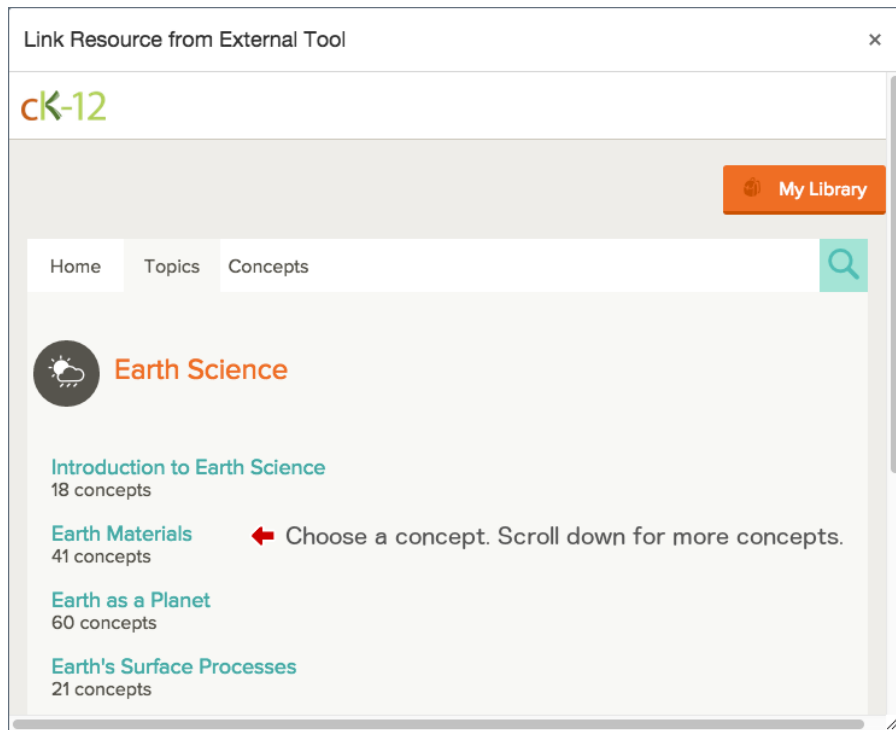 Link Resource from External Tool ×
cK-12
My Library
Home Topics Concepts
Earth Science
Introduction to Earth Science
18 concepts
Earth Materials
41 concepts
Choose a concept. Scroll down for more concepts.
Earth as a Planet
60 concepts
Earth's Surface Processes
21 concepts